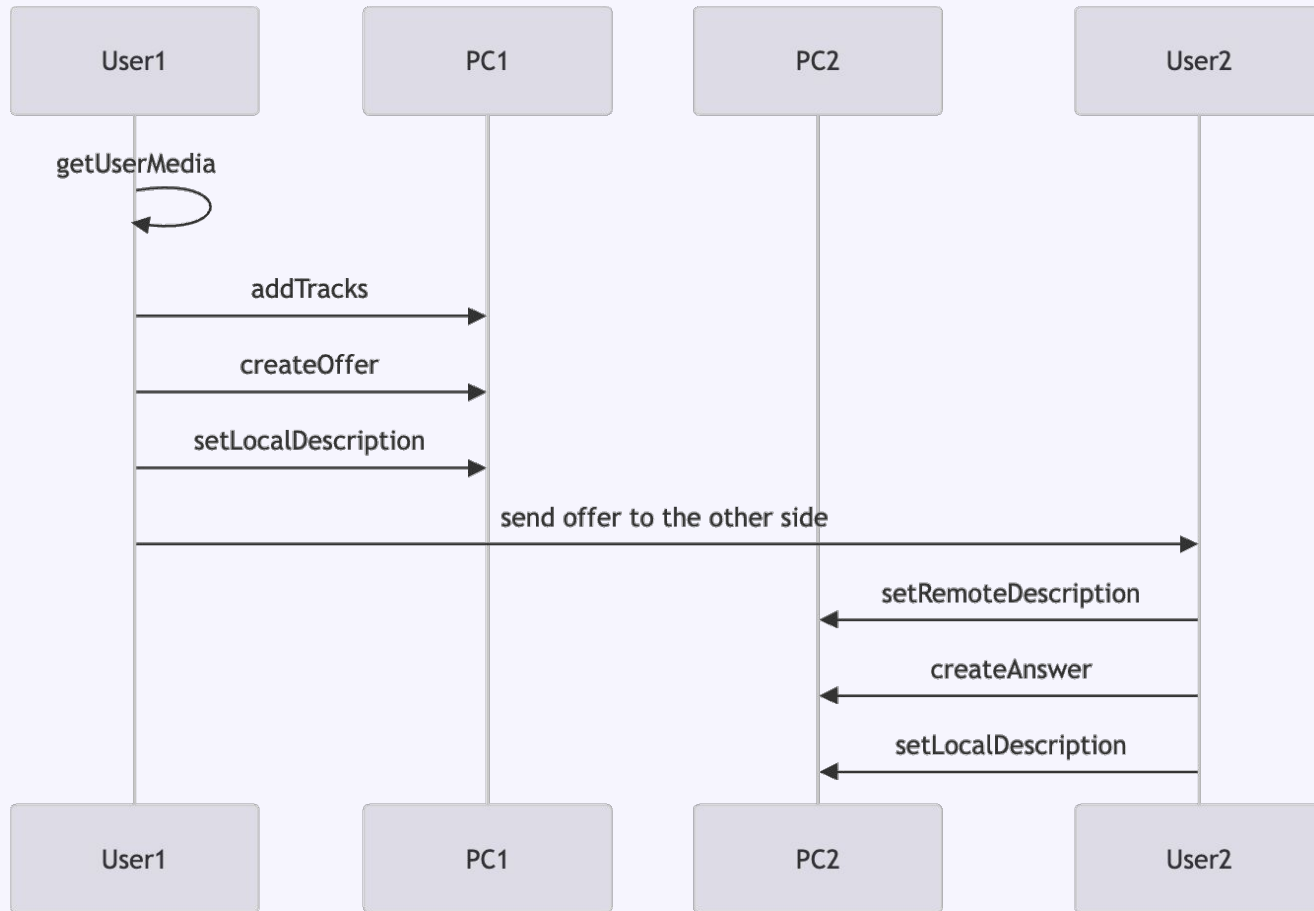 User1
PC1
PC2
User2
getUserMedia
addTracks
createOffer
setLocalDescription
send offer to the other side
setRemoteDescription
createAnswer
setLocalDescription
User1
PC1
PC2
User2